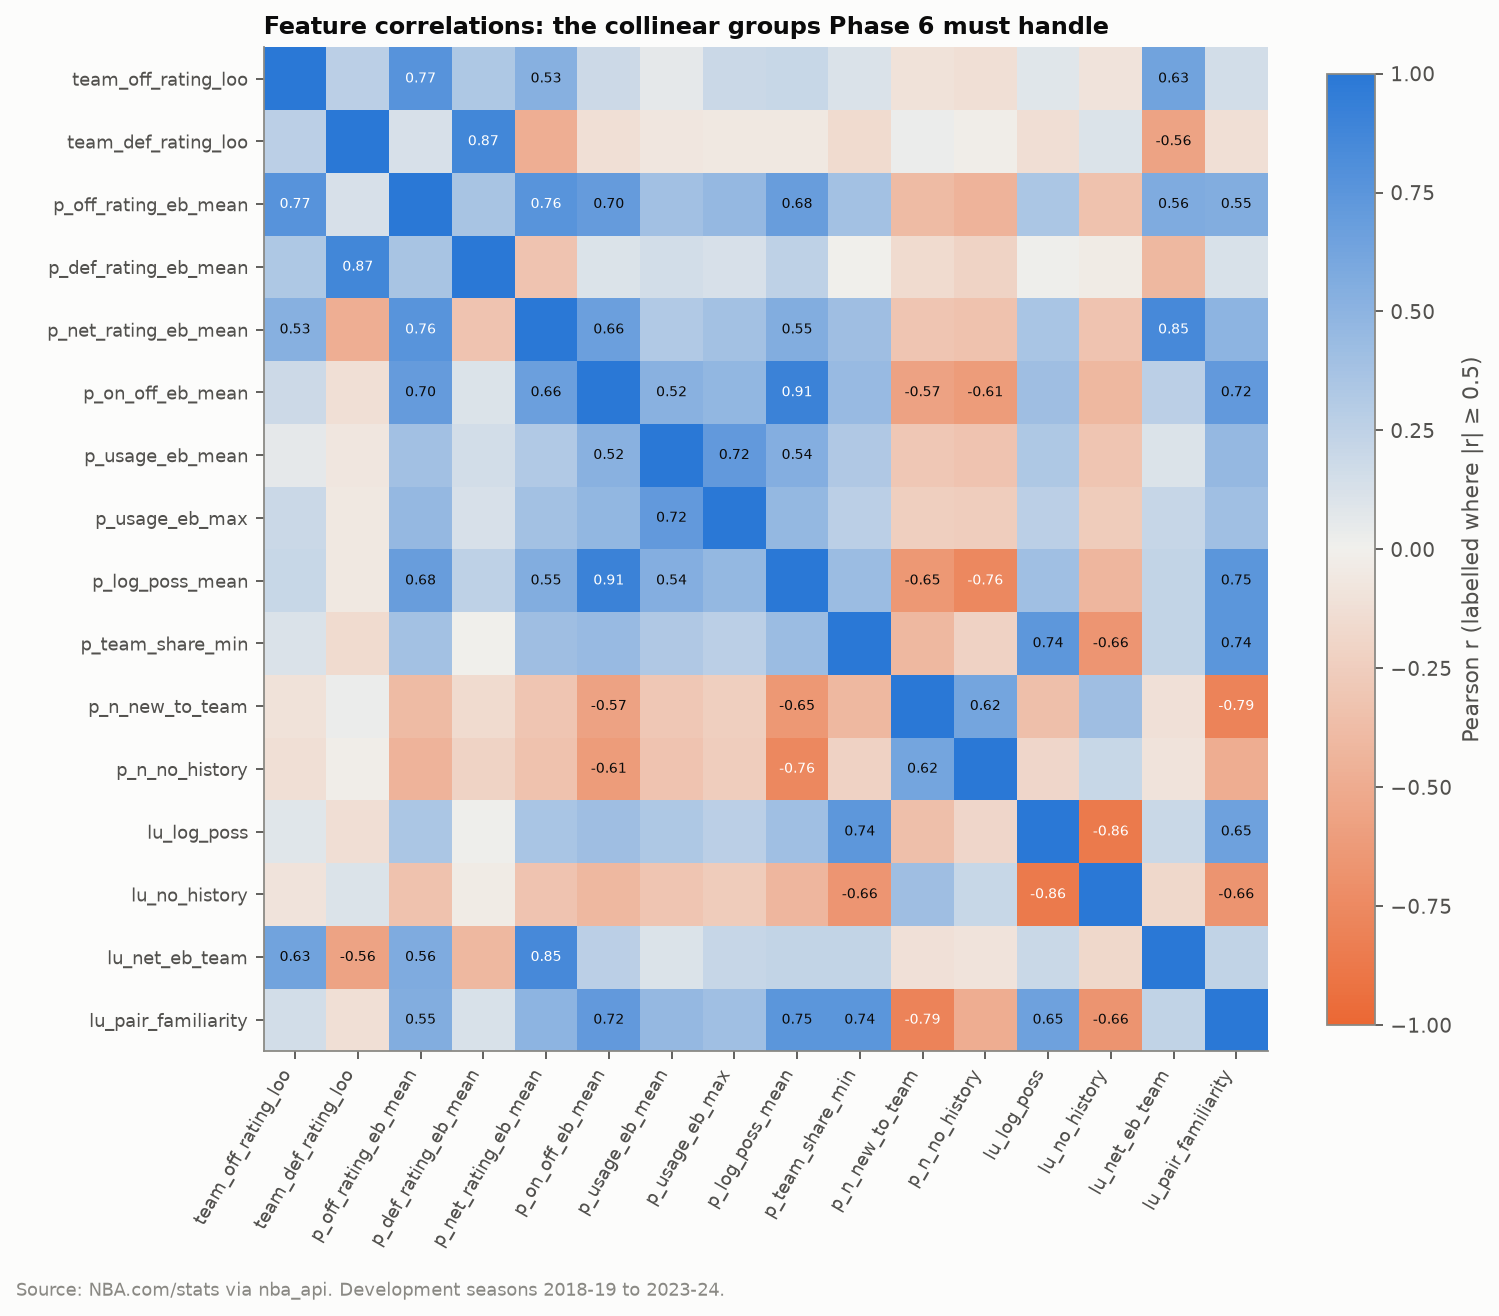 Feature correlations: the collinear groups Phase 6 must handle
team_off_rating_loo 0.77 0.53 0.63
team_def_rating_loo 0.87 -0.56
p_off_rating_eb_mean 0.77 0.76 0.70 0.68 0.56 0.55
p_def_rating_eb_mean 0.87
p_net_rating_eb_mean 0.53 0.76 0.66 0.55 0.85
p_on_off_eb_mean 0.70 0.66 0.52 0.91 -0.57 -0.61 0.72
p_usage_eb_mean 0.52 0.72 0.54
p_usage_eb_max 0.72
p_log_poss_mean 0.68 0.55 0.91 0.54 -0.65 -0.76 0.75
p_team_share_min 0.74 -0.66 0.74
p_n_new_to_team -0.57 -0.65 0.62 -0.79
p_n_no_history -0.61 -0.76 0.62
lu_log_poss 0.74 -0.86 0.65
lu_no_history -0.66 -0.86 -0.66
lu_net_eb_team 0.63 -0.56 0.56 0.85
lu_pair_familiarity 0.55 0.72 0.75 0.74 -0.79 0.65 -0.66
team_off_rating_loo
team_def_rating_loo
p_off_rating_eb_mean
p_def_rating_eb_mean
p_net_rating_eb_mean
p_on_off_eb_mean
p_usage_eb_mean
p_usage_eb_max
p_log_poss_mean
p_team_share_min
p_n_new_to_team
p_n_no_history
lu_log_poss
lu_no_history
lu_net_eb_team
lu_pair_familiarity
1.00
0.75
0.50
0.25
0.00
−0.25
−0.50
−0.75
−1.00
Pearson r (labelled where |r| ≥ 0.5)
Source: NBA.com/stats via nba_api. Development seasons 2018-19 to 2023-24.